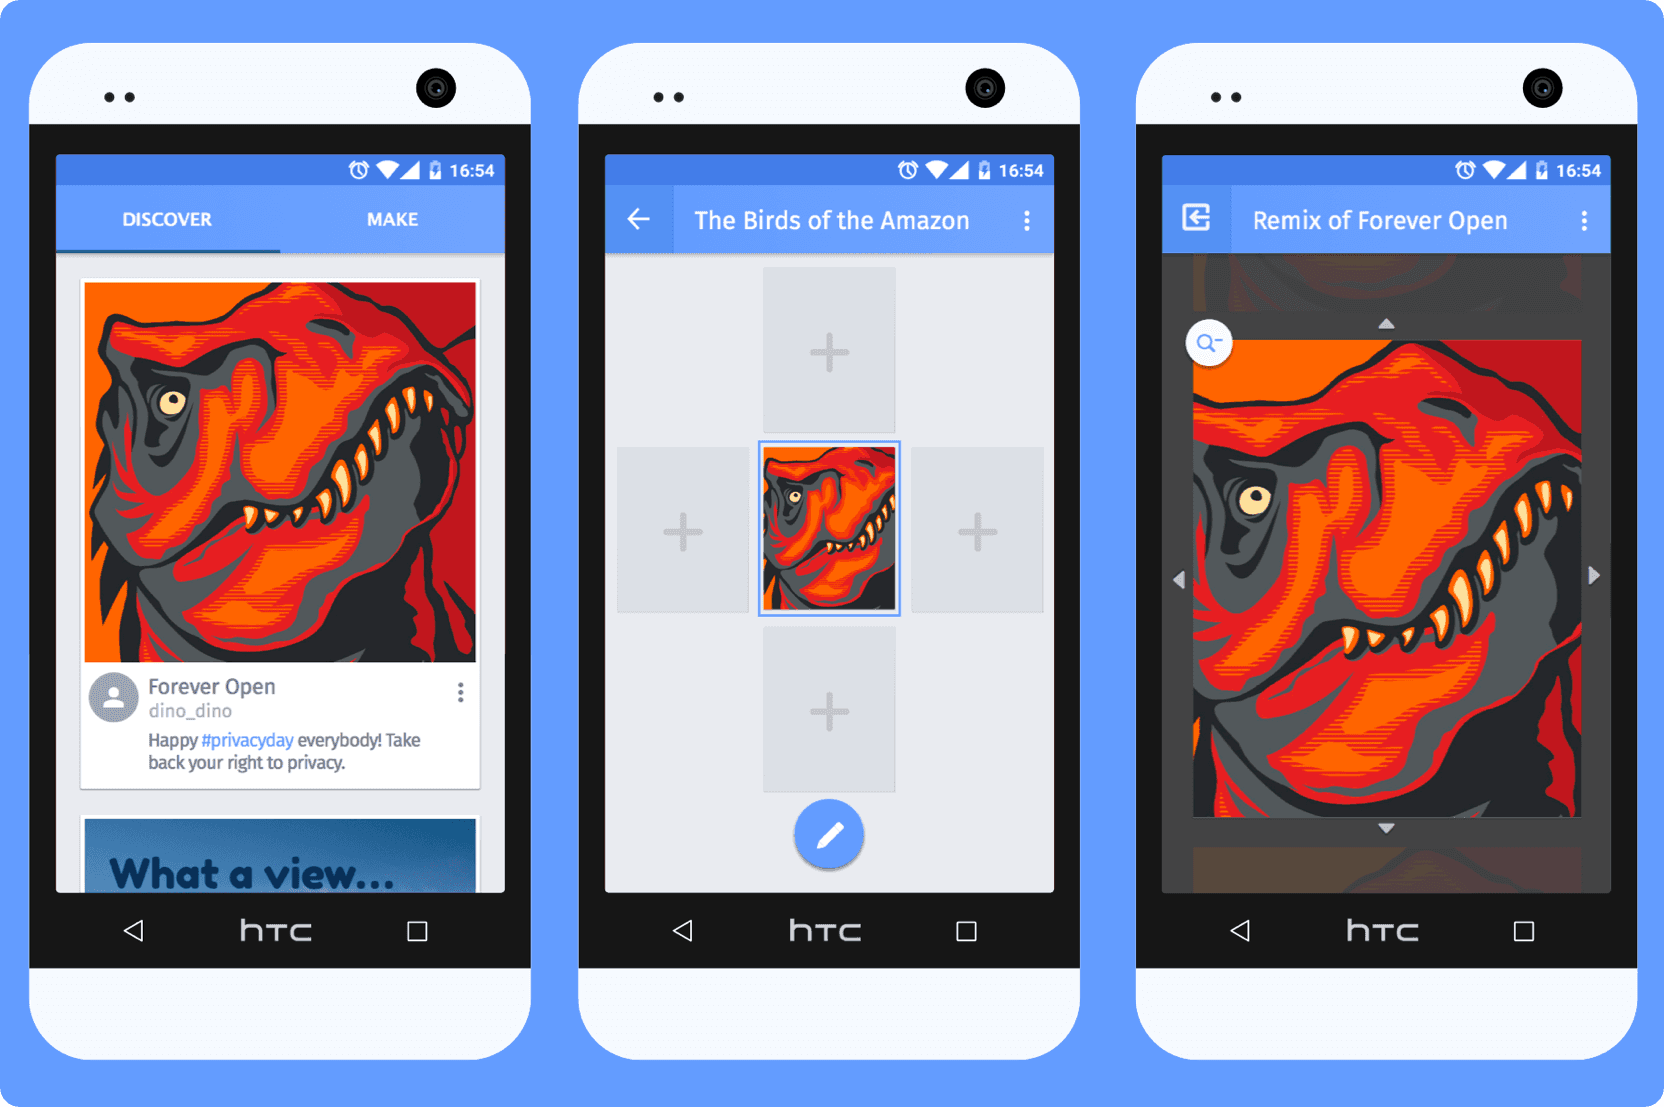 16:54
DISCOVER MAKE
Forever Open
dino_dino
Happy #privacyday everybody! Take
back your right to privacy.
What a view...
hTC
16:54
The Birds of the Amazon
hTC
16:54
Remix of Forever Open
hTC